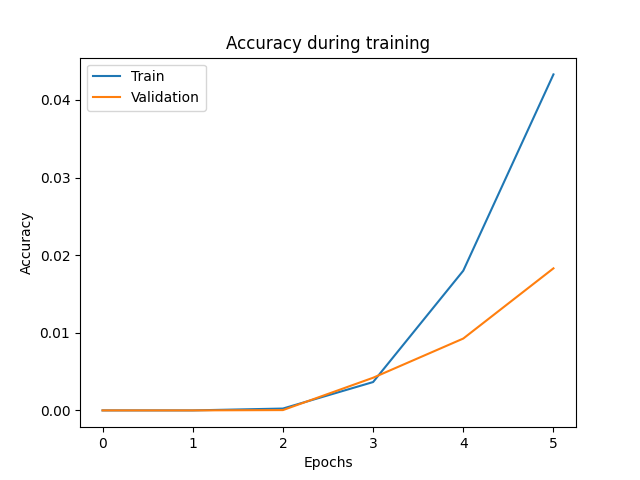 Accuracy during training
Train
Validation
0.04
0.03
0.02
0.01
0.00
Accuracy
0 1 2 3 4 5
Epochs